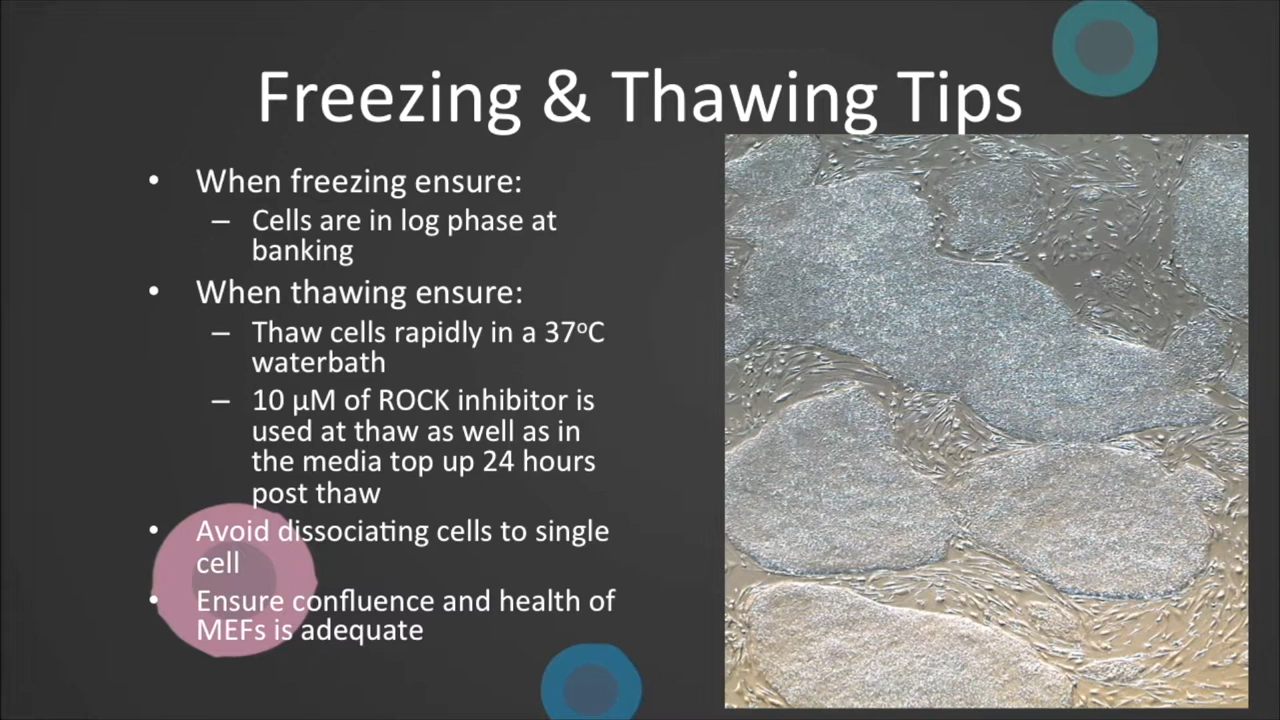 Freezing & Thawing Tips
• When freezing ensure:
– Cells are in log phase at
banking
• When thawing ensure:
– Thaw cells rapidly in a 37ºC
waterbath
– 10 µM of ROCK inhibitor is
used at thaw as well as in
the media top up 24 hours
post thaw
• Avoid dissociating cells to single
cell
• Ensure confluence and health of
MEFs is adequate